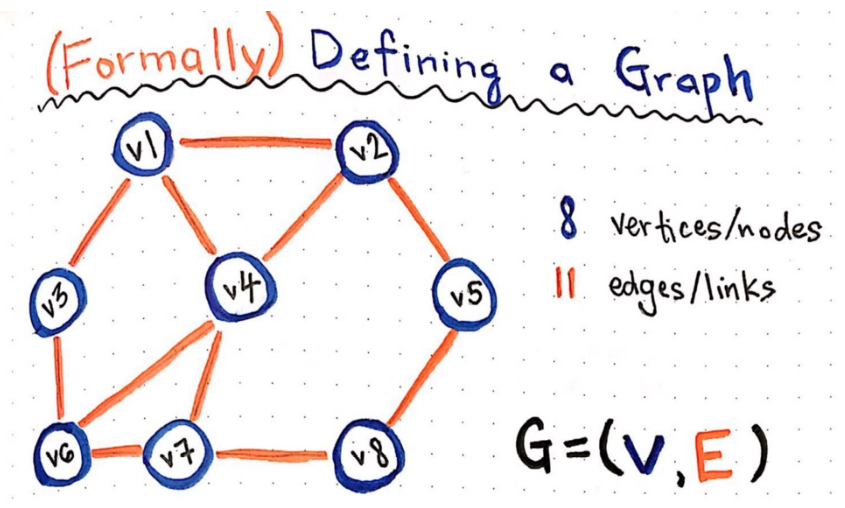 (Formally) Defining a Graph
v1
v2
v3
v4
v5
v6
v7
v8
8 vertices/nodes
11 edges/links
G=(V,E)